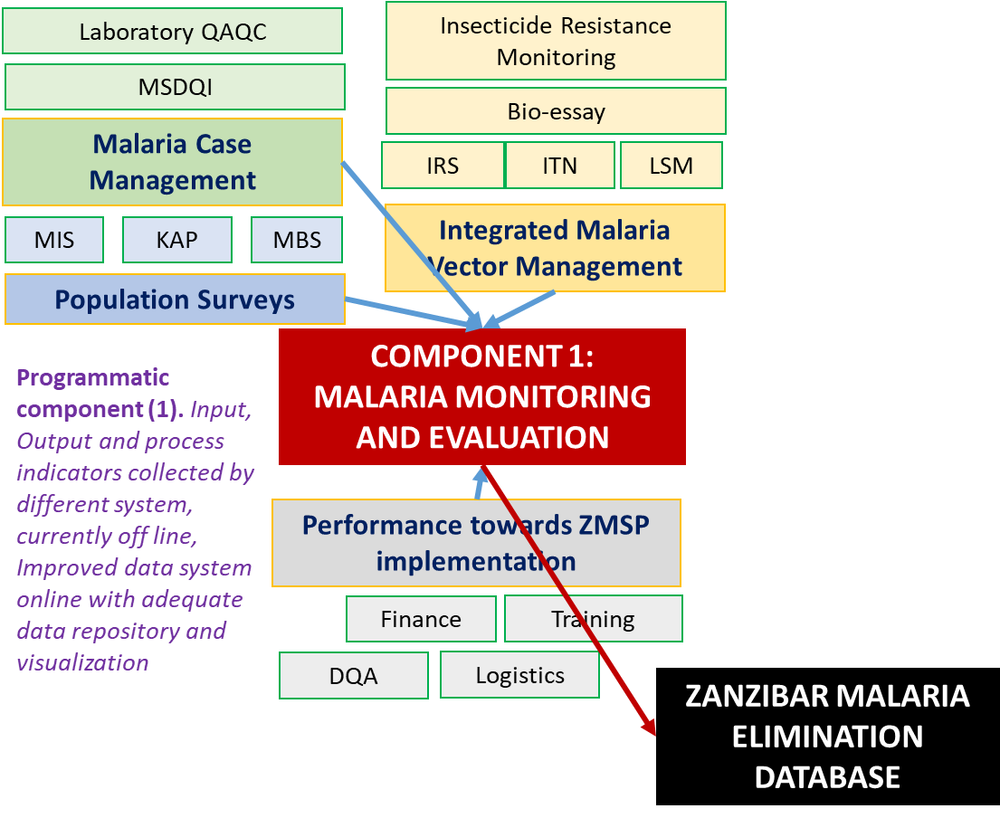 Laboratory QAQC
MSDQI
Malaria Case
Management
MIS
KAP
MBS
Population Surveys
Insecticide Resistance
Monitoring
Bio-essay
IRS
ITN
LSM
Integrated Malaria
Vector Management
COMPONENT 1:
MALARIA MONITORING
AND EVALUATION
Programmatic
component (1). Input,
Output and process
indicators collected by
different system,
currently off line,
Improved data system
online with adequate
data repository and
visualization
Performance towards ZMSP
implementation
Finance
Training
DQA
Logistics
ZANZIBAR MALARIA
ELIMINATION
DATABASE